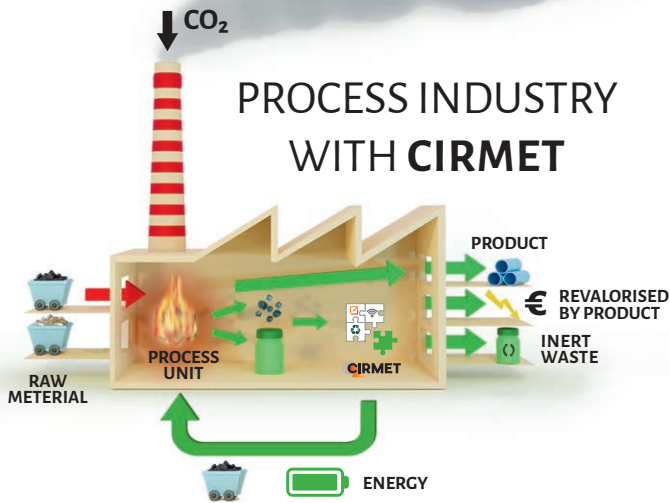 CO₂
PROCESS INDUSTRY
WITH CIRMET
PRODUCT
€ REVALORISED
BY PRODUCT
INERT
WASTE
PROCESS
UNIT
CIRMET
RAW
METERIAL
ENERGY